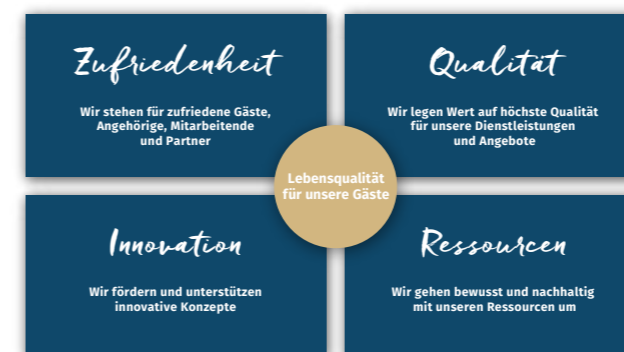 Zufriedenheit
Wir stehen für zufriedene Gäste,
Angehörige, Mitarbeitende
und Partner
Qualität
Wir legen Wert auf höchste Qualität
für unsere Dienstleistungen
und Angebote
Lebensqualität
für unsere Gäste
Innovation
Wir fördern und unterstützen
innovative Konzepte
Ressourcen
Wir gehen bewusst und nachhaltig
mit unseren Ressourcen um